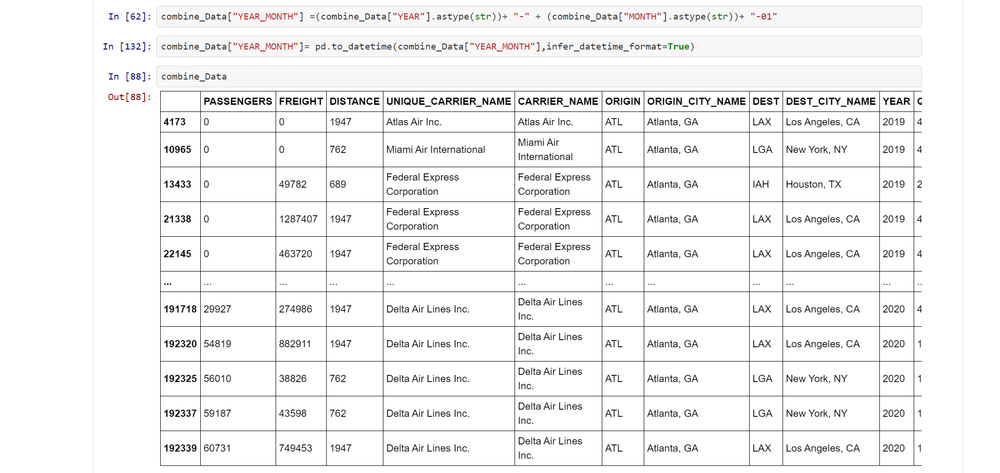 In [62]: combine_Data["YEAR_MONTH"] =(combine_Data["YEAR"].astype(str))+ "-" + (combine_Data["MONTH"].astype(str))+ "-01"
In [132]: combine_Data["YEAR_MONTH"]= pd.to_datetime(combine_Data["YEAR_MONTH"],infer_datetime_format=True)
In [88]: combine_Data
Out[88]:
PASSENGERS FREIGHT DISTANCE UNIQUE_CARRIER_NAME CARRIER_NAME ORIGIN ORIGIN_CITY_NAME DEST DEST_CITY_NAME YEAR
4173 0 0 1947 Atlas Air Inc. Atlas Air Inc. ATL Atlanta, GA LAX Los Angeles, CA 2019 4
10965 0 0 762 Miami Air International Miami Air International ATL Atlanta, GA LGA New York, NY 2019 4
13433 0 49782 689 Federal Express Corporation Federal Express Corporation ATL Atlanta, GA IAH Houston, TX 2019 2
21338 0 1287407 1947 Federal Express Corporation Federal Express Corporation ATL Atlanta, GA LAX Los Angeles, CA 2019 4
22145 0 463720 1947 Federal Express Corporation Federal Express Corporation ATL Atlanta, GA LAX Los Angeles, CA 2019 4
... ... ... ... ... ... ... ... ... ... ... ..
191718 29927 274986 1947 Delta Air Lines Inc. Delta Air Lines Inc. ATL Atlanta, GA LAX Los Angeles, CA 2020 4
192320 54819 882911 1947 Delta Air Lines Inc. Delta Air Lines Inc. ATL Atlanta, GA LAX Los Angeles, CA 2020 1
192325 56010 38826 762 Delta Air Lines Inc. Delta Air Lines Inc. ATL Atlanta, GA LGA New York, NY 2020 1
192337 59187 43598 762 Delta Air Lines Inc. Delta Air Lines Inc. ATL Atlanta, GA LGA New York, NY 2020 1
192339 60731 749453 1947 Delta Air Lines Inc. Delta Air Lines Inc. ATL Atlanta, GA LAX Los Angeles, CA 2020 1